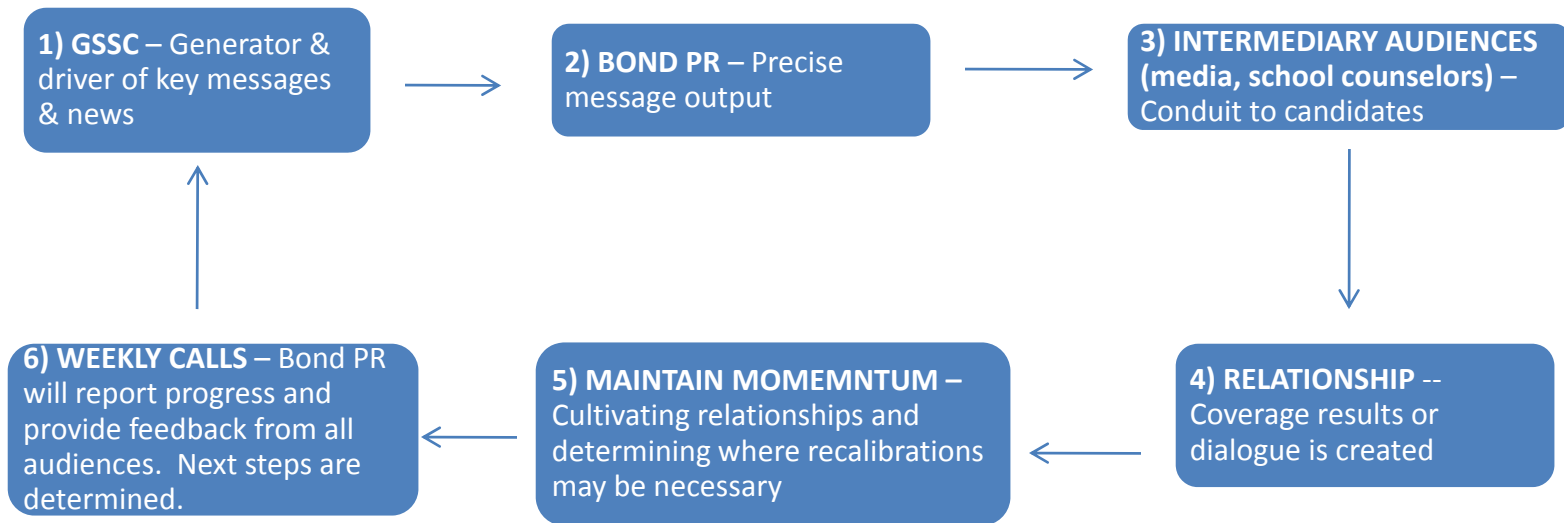 1) GSSC – Generator &
driver of key messages
& news
2) BOND PR – Precise
message output
3) INTERMEDIARY AUDIENCES
(media, school counselors) –
Conduit to candidates
4) RELATIONSHIP --
Coverage results or
dialogue is created
5) MAINTAIN MOMEMNTUM –
Cultivating relationships and
determining where recalibrations
may be necessary
6) WEEKLY CALLS – Bond PR
will report progress and
provide feedback from all
audiences.  Next steps are
determined.